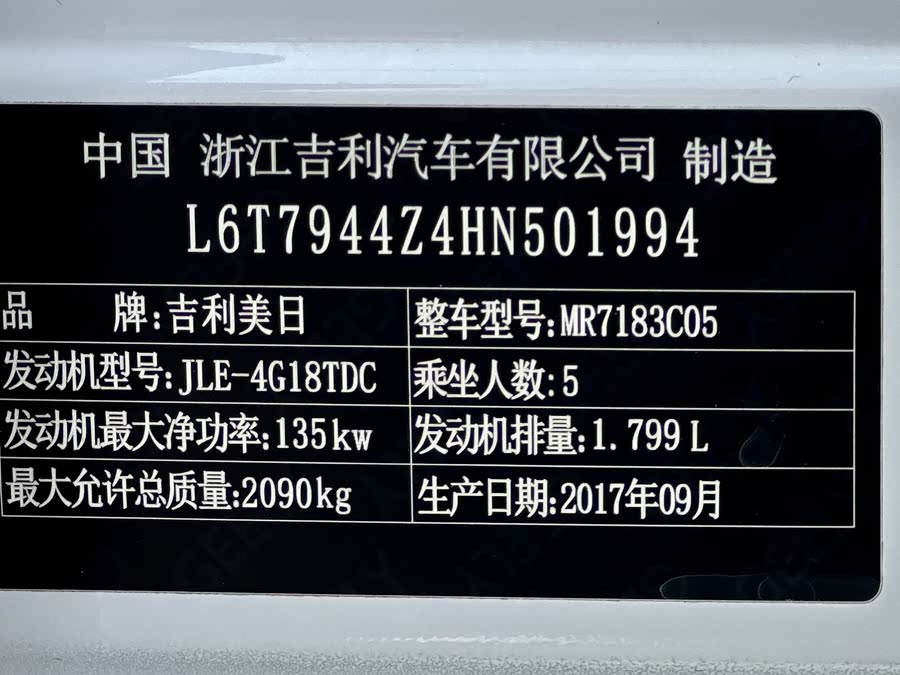 中国 浙江吉利汽车有限公司 制造
L6T7944Z4HN501994
品 牌:吉利美日 整车型号:MR7183C05
发动机型号:JLE-4G18TDC 乘坐人数:5
发动机最大净功率:135kw 发动机排量:1.799L
最大允许总质量:2090kg 生产日期:2017年09月